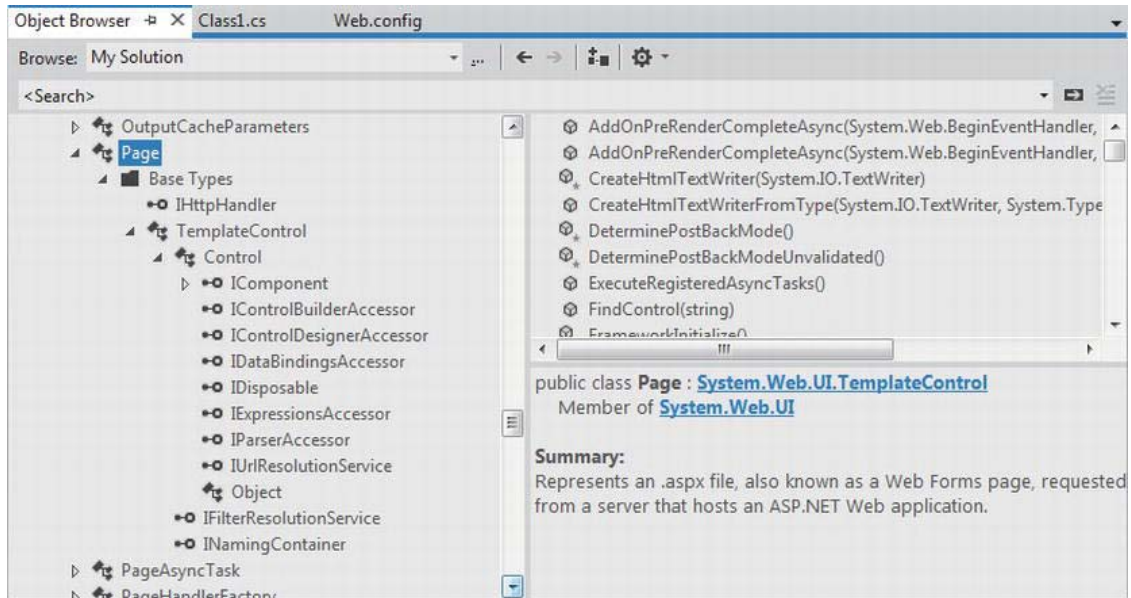 Object Browser Class1.cs Web.config
Browse: My Solution ...
<Search>
OutputCacheParameters
Page
Base Types
IHttpHandler
TemplateControl
Control
IComponent
IControlBuilderAccessor
IControlDesignerAccessor
IDataBindingsAccessor
IDisposable
IExpressionsAccessor
IParserAccessor
IUrlResolutionService
Object
IFilterResolutionService
INamingContainer
PageAsyncTask
PageHandlerFactory
AddOnPreRenderCompleteAsync(System.Web.BeginEventHandler,
AddOnPreRenderCompleteAsync(System.Web.BeginEventHandler,
CreateHtmlTextWriter(System.IO.TextWriter)
CreateHtmlTextWriterFromType(System.IO.TextWriter, System.Type
DeterminePostBackMode()
DeterminePostBackModeUnvalidated()
ExecuteRegisteredAsyncTasks()
FindControl(string)
FrameworkInitialize()
public class Page : System.Web.UI.TemplateControl
Member of System.Web.UI
Summary:
Represents an .aspx file, also known as a Web Forms page, requested
from a server that hosts an ASP.NET Web application.